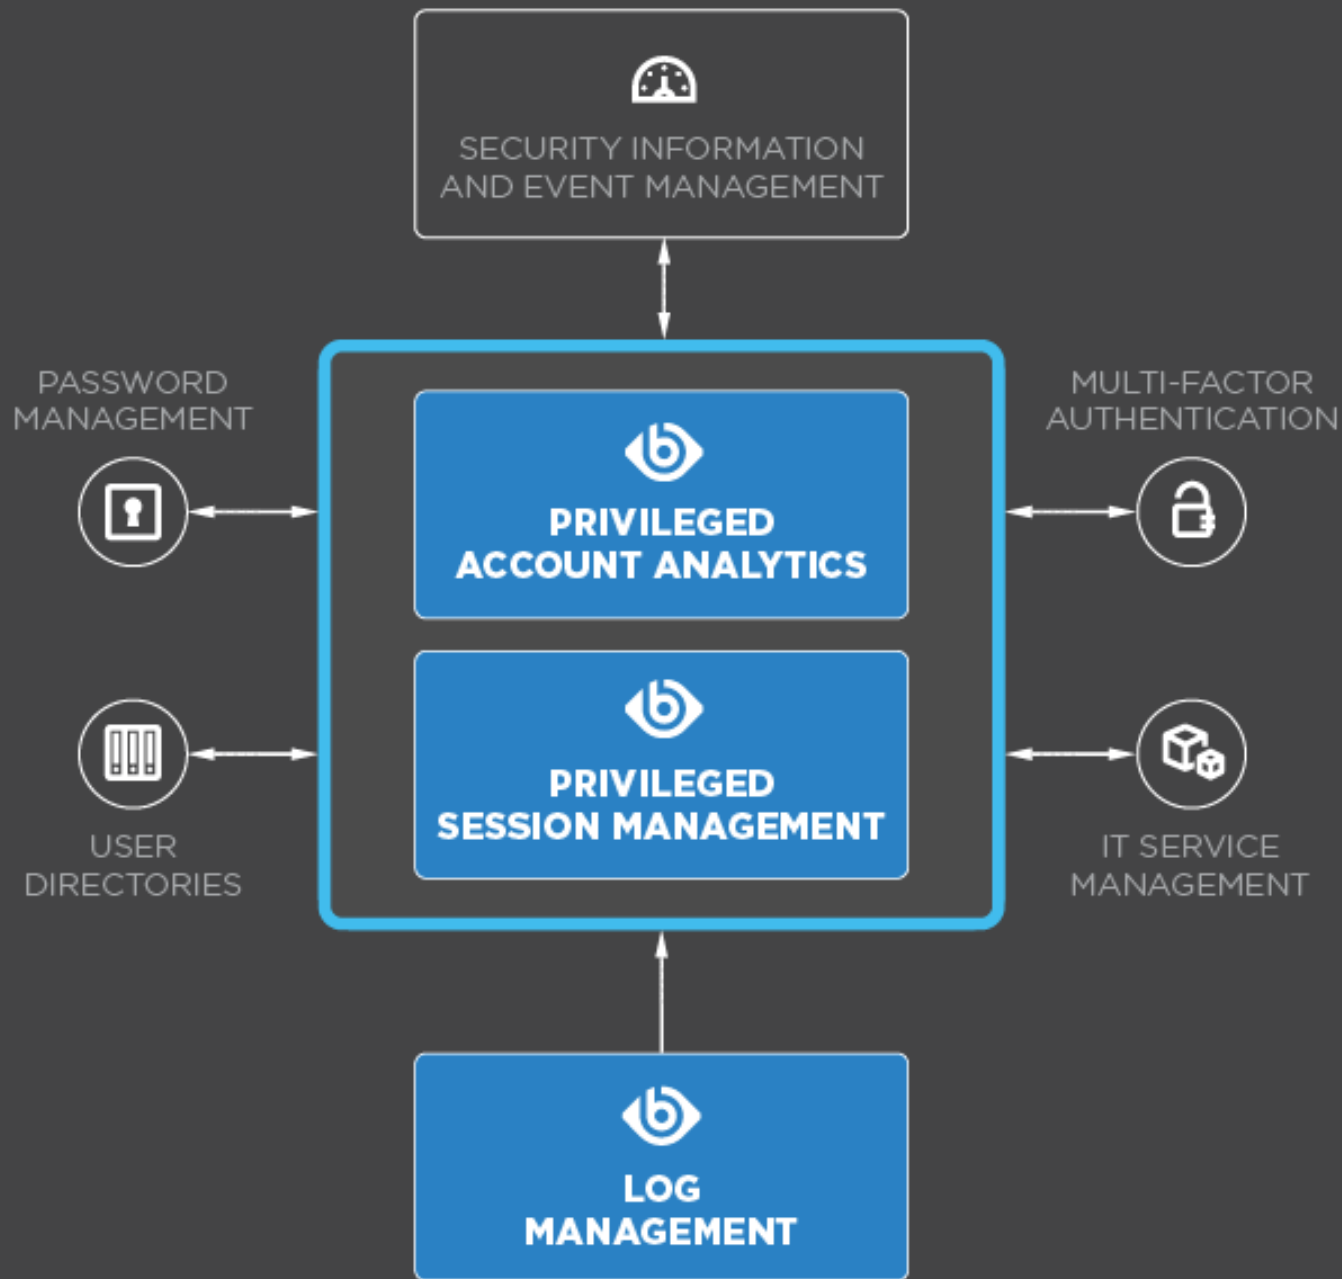 SECURITY INFORMATION
AND EVENT MANAGEMENT
PASSWORD
MANAGEMENT
MULTI-FACTOR
AUTHENTICATION
PRIVILEGED
ACCOUNT ANALYTICS
PRIVILEGED
SESSION MANAGEMENT
USER
DIRECTORIES
IT SERVICE
MANAGEMENT
LOG
MANAGEMENT